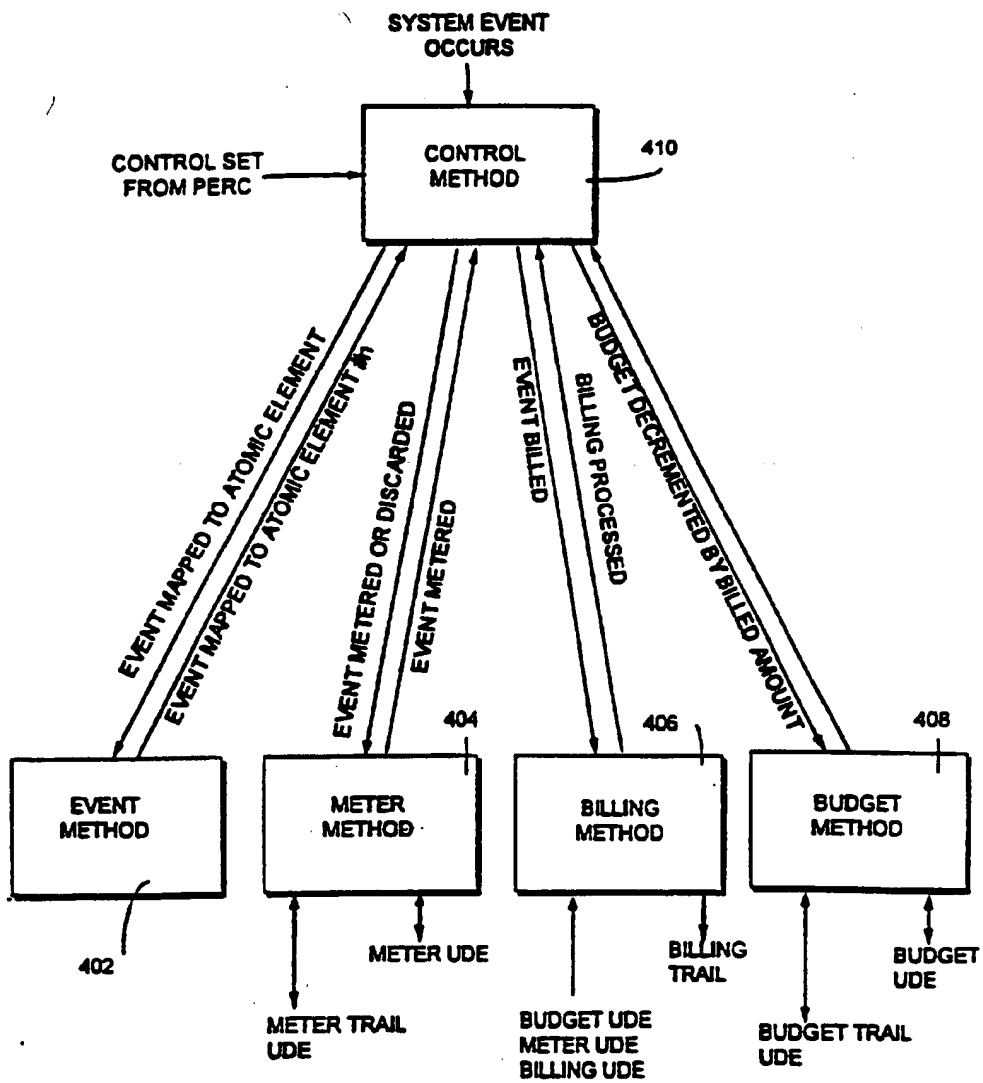 SYSTEM EVENT
OCCURS
CONTROL SET
FROM PERC
CONTROL
METHOD
410
EVENT MAPPED TO ATOMIC ELEMENT
EVENT MAPPED TO ATOMIC ELEMENT #n
EVENT METERED OR DISCARDED
EVENT METERED
EVENT BILLED
BILLING PROCESSED
BUDGET DECREMENTED BY BILLED AMOUNT
404
406
408
EVENT
METHOD
METER
METHOD
BILLING
METHOD
BUDGET
METHOD
402
METER UDE
METER TRAIL
UDE
BUDGET UDE
METER UDE
BILLING UDE
BILLING
TRAIL
BUDGET TRAIL
UDE
BUDGET
UDE